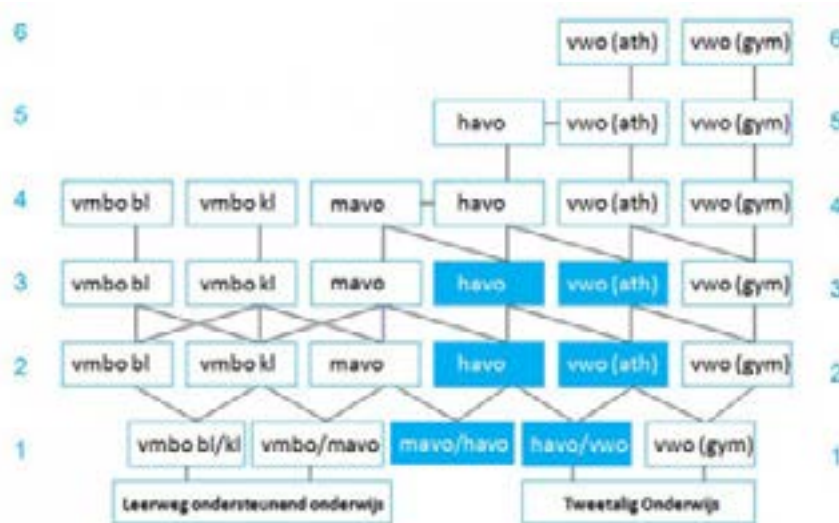 6 vwo (ath) vwo (gym) 6
5 havo vwo (ath) vwo (gym) 5
4 vmbo bl vmbo kl mavo havo vwo (ath) vwo (gym) 4
3 vmbo bl vmbo kl mavo havo vwo (ath) vwo (gym) 3
2 vmbo bl vmbo kl mavo havo vwo (ath) vwo (gym) 2
1 vmbo bl/kl vmbo/mavo mavo/havo havo/vwo vwo (gym) 1
Leerweg ondersteunend onderwijs Tweetalig Onderwijs